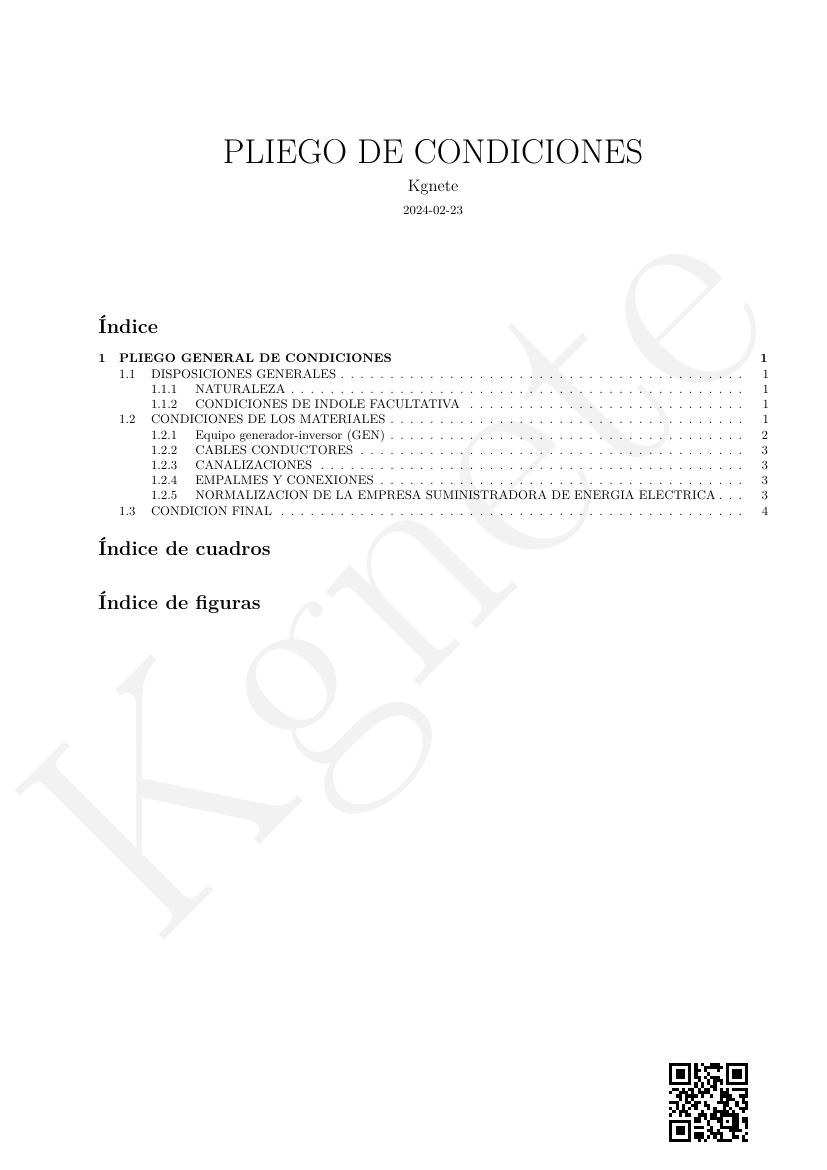 PLIEGO DE CONDICIONES
Kgnete
2024-02-23
Índice
1 PLIEGO GENERAL DE CONDICIONES 1
1.1 DISPOSICIONES GENERALES . . . . . . . . . . . . . . . . . . . . . . . . . . . . . . . . . . . . . . . . . 1
1.1.1 NATURALEZA . . . . . . . . . . . . . . . . . . . . . . . . . . . . . . . . . . . . . . . . . . . . . . 1
1.1.2 CONDICIONES DE INDOLE FACULTATIVA . . . . . . . . . . . . . . . . . . . . . . . . . . . . 1
1.2 CONDICIONES DE LOS MATERIALES . . . . . . . . . . . . . . . . . . . . . . . . . . . . . . . . . . . . 1
1.2.1 Equipo generador-inversor (GEN) . . . . . . . . . . . . . . . . . . . . . . . . . . . . . . . . . . . . 2
1.2.2 CABLES CONDUCTORES . . . . . . . . . . . . . . . . . . . . . . . . . . . . . . . . . . . . . . . 3
1.2.3 CANALIZACIONES . . . . . . . . . . . . . . . . . . . . . . . . . . . . . . . . . . . . . . . . . . . 3
1.2.4 EMPALMES Y CONEXIONES . . . . . . . . . . . . . . . . . . . . . . . . . . . . . . . . . . . . . 3
1.2.5 NORMALIZACION DE LA EMPRESA SUMINISTRADORA DE ENERGIA ELECTRICA . . . 3
1.3 CONDICION FINAL . . . . . . . . . . . . . . . . . . . . . . . . . . . . . . . . . . . . . . . . . . . . . . . 4
Índice de cuadros
Índice de figuras
Kgnete